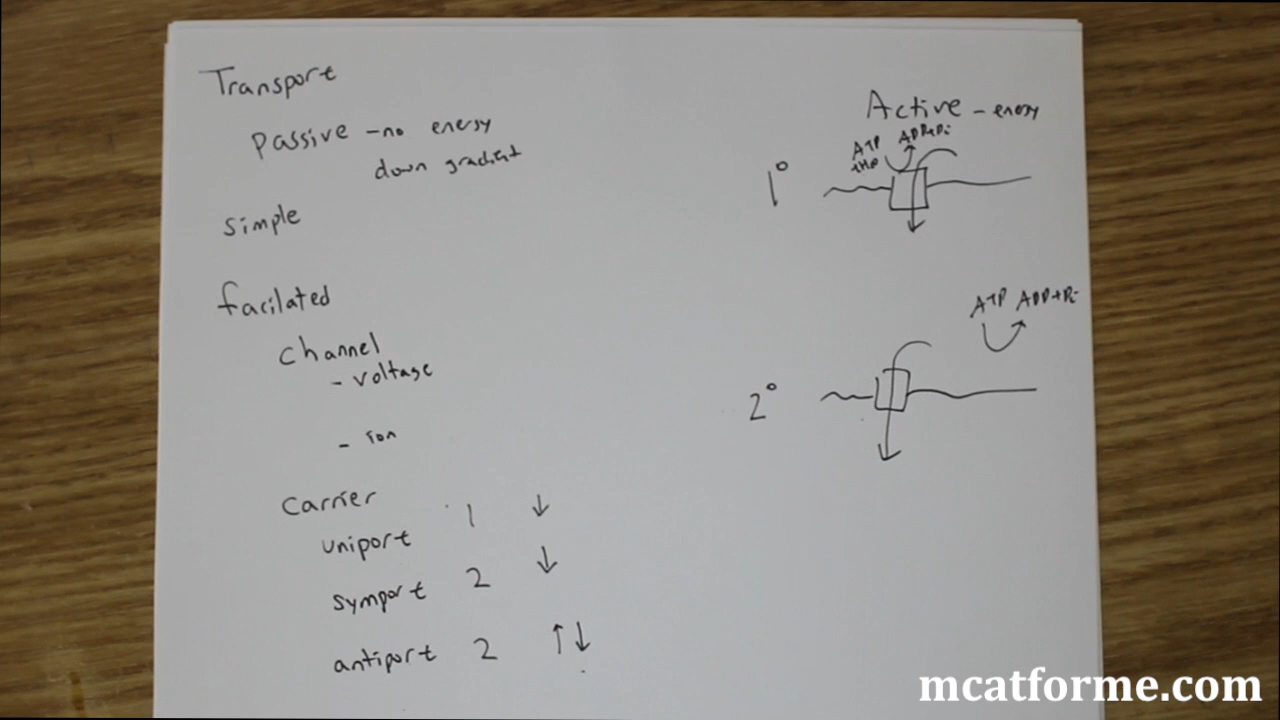 Transport
Passive - no energy
down gradient
Simple
facilated
Channel
- voltage
- ion
Carrier
uniport 1 ↓
symport 2 ↓
antiport 2 ↑↓
Active - energy
ATP ADP+Pi
1°
ATP ADP+Pi
2°
mcatforme.com